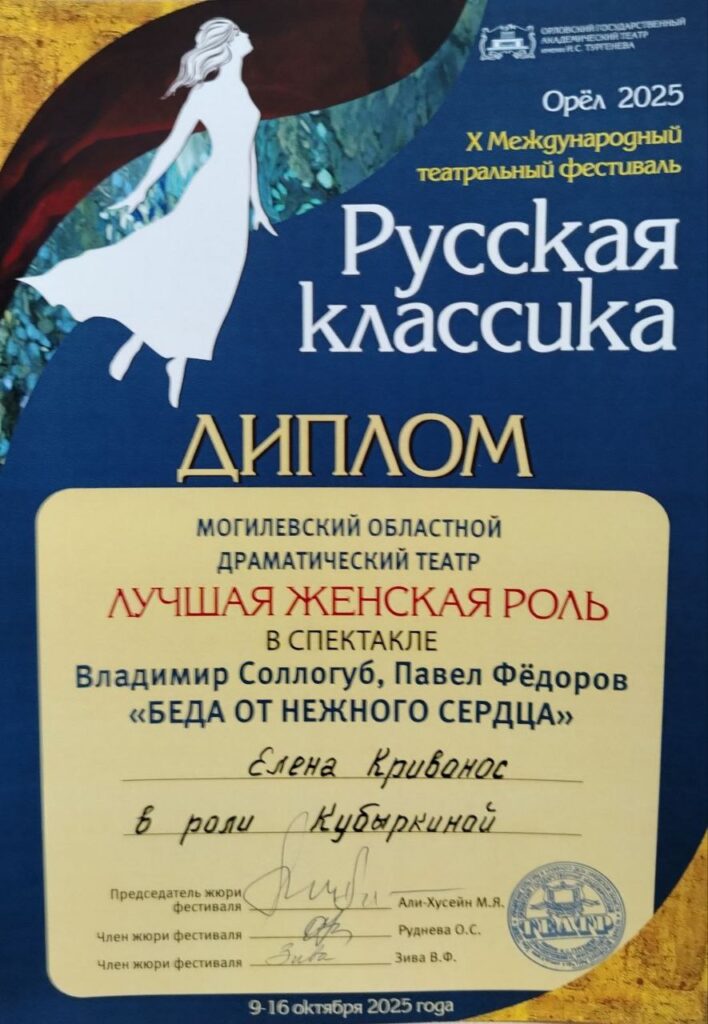 ОРЛОВСКИЙ ГОСУДАРСТВЕННЫЙ
АКАДЕМИЧЕСКИЙ ТЕАТР
ИМЕНИ И.С. ТУРГЕНЕВА
Орёл 2025
X Международный
театральный фестиваль
Русская
классика
ДИПЛОМ
МОГИЛЕВСКИЙ ОБЛАСТНОЙ
ДРАМАТИЧЕСКИЙ ТЕАТР
ЛУЧШАЯ ЖЕНСКАЯ РОЛЬ
В СПЕКТАКЛЕ
Владимир Соллогуб, Павел Фёдоров
«БЕДА ОТ НЕЖНОГО СЕРДЦА»
Елена Кривонос
в роли Кубыркиной
Председатель жюри
фестиваля Али-Хусейн М.Я.
Член жюри фестиваля Руднева О.С.
Член жюри фестиваля Зива Зива В.Ф.
ТЕАТР
9-16 октября 2025 года